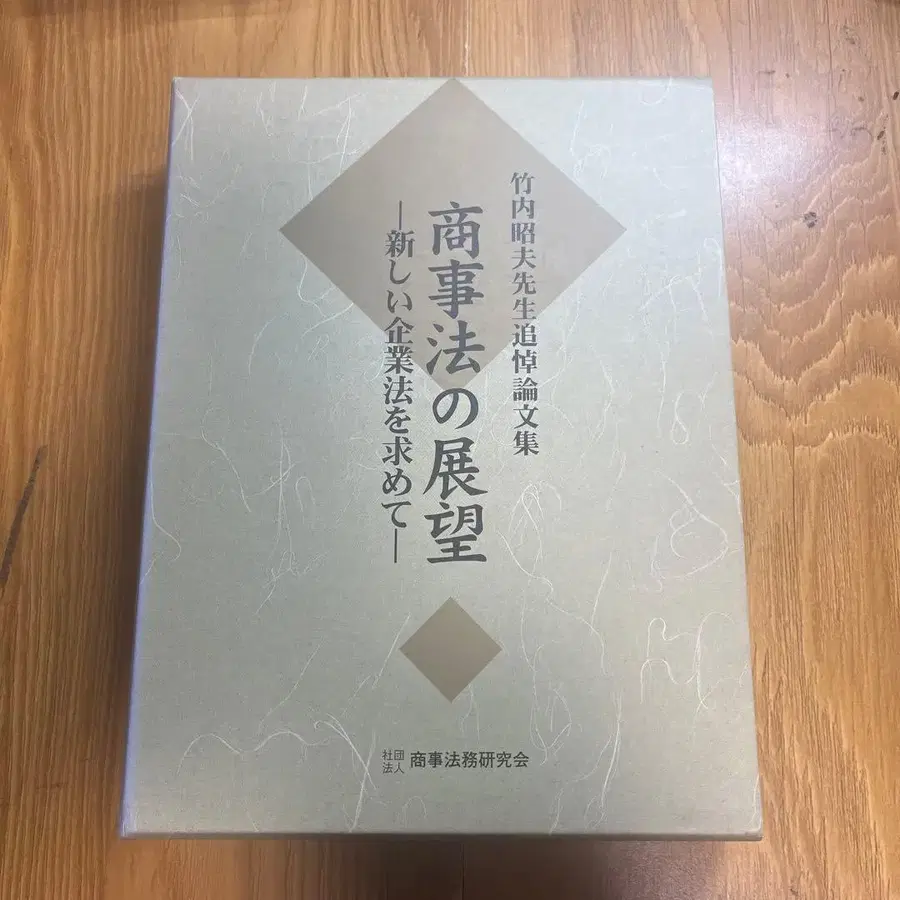 竹内昭夫先生追悼論文集
商事法の展望
―新しい企業法を求めて―
社団法人 商事法務研究会